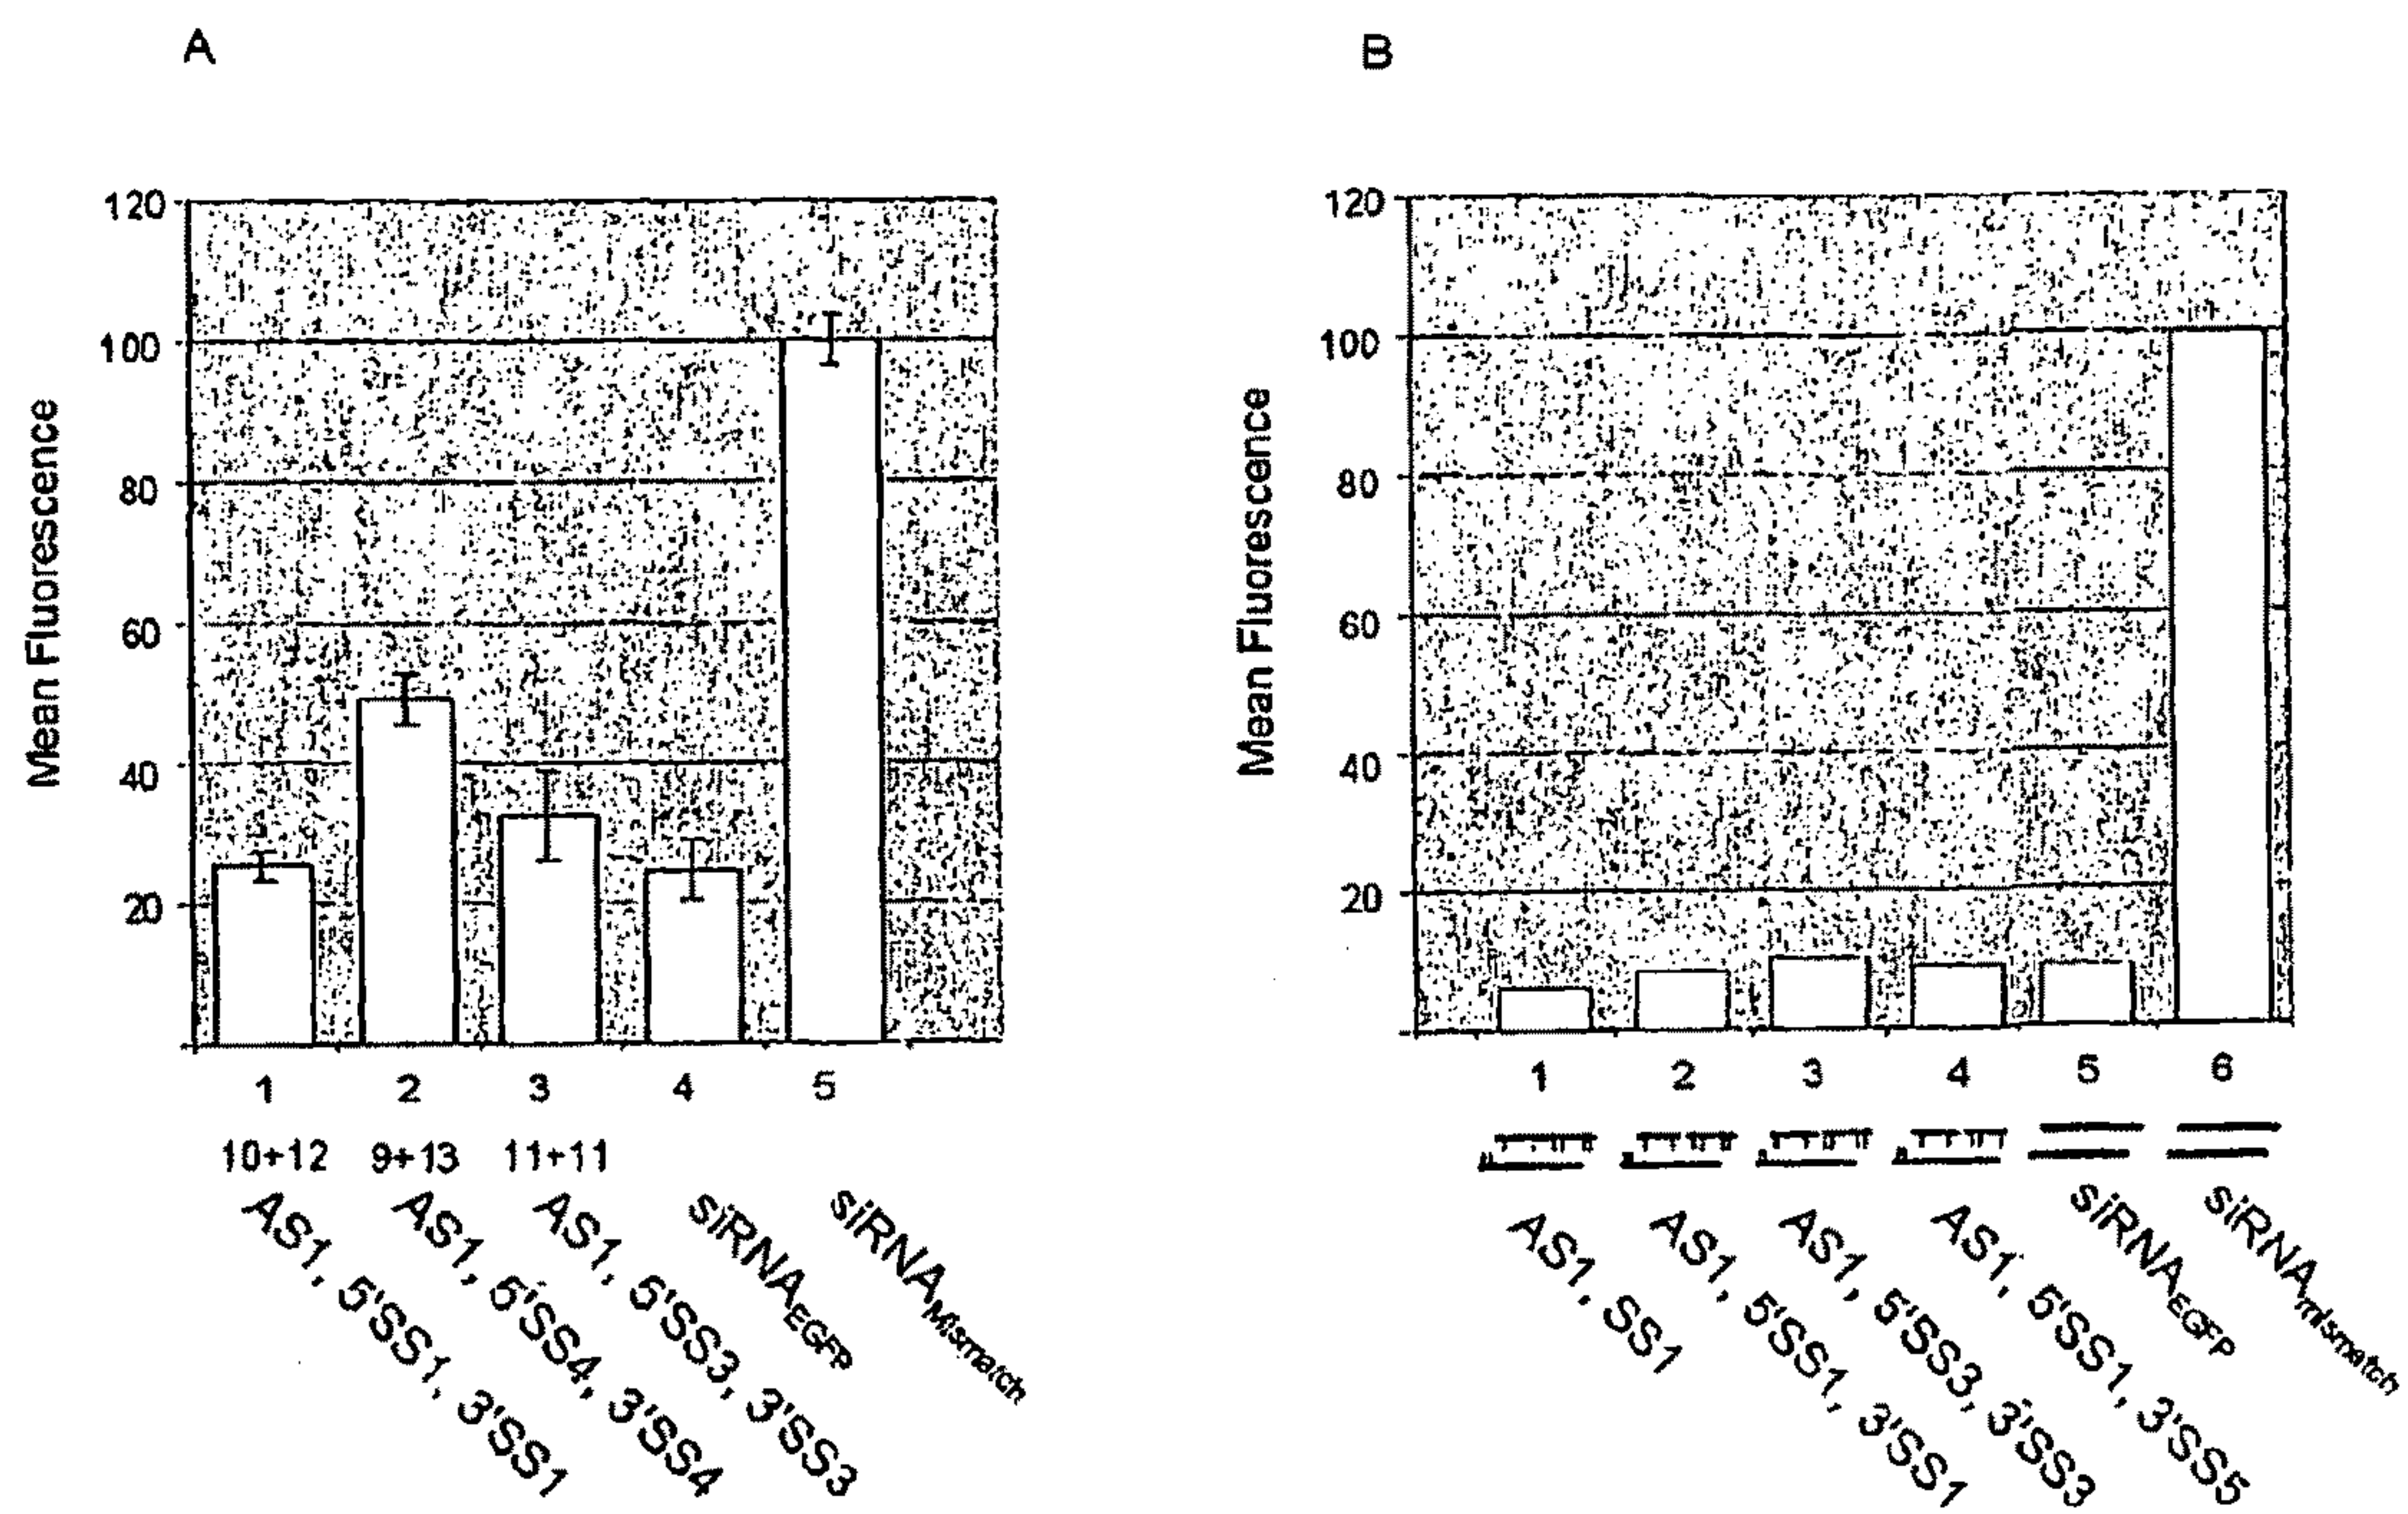 A
120
100
80
60
40
20
Mean Fluorescence
1 2 3 4 5
10+12 9+13 11+11
AS1, 5'SS1, 3'SS1
AS1, 5'SS4, 3'SS4
AS1, 5'SS3, 3'SS3
siRNAEGFP
siRNAMismatch
B
120
100
80
60
40
20
Mean Fluorescence
1 2 3 4 5 6
AS1, SS1
AS1, 5'SS1, 3'SS1
AS1, 5'SS3, 3'SS3
AS1, 5'SS1, 3'SS5
siRNAEGFP
siRNAmismatch